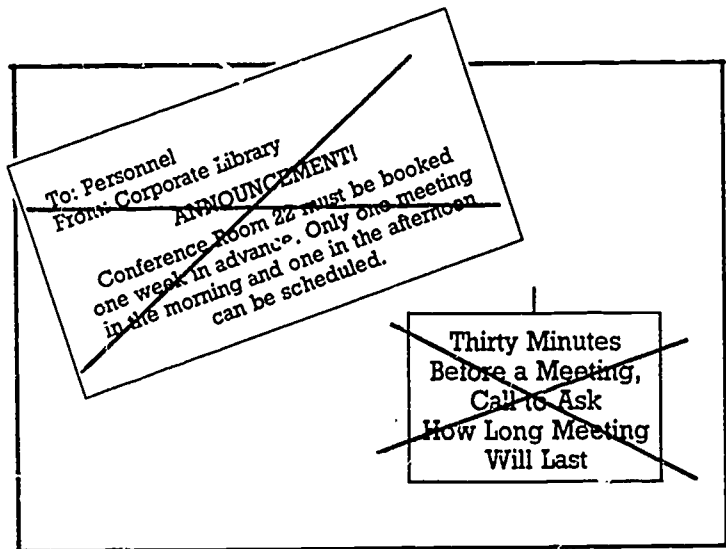 To: Personnel
From: Corporate Library
ANNOUNCEMENT!
Conference Room 22 must be booked
one week in advance. Only one meeting
in the morning and one in the afternoon
can be scheduled.
Thirty Minutes
Before a Meeting,
Call to Ask
How Long Meeting
Will Last